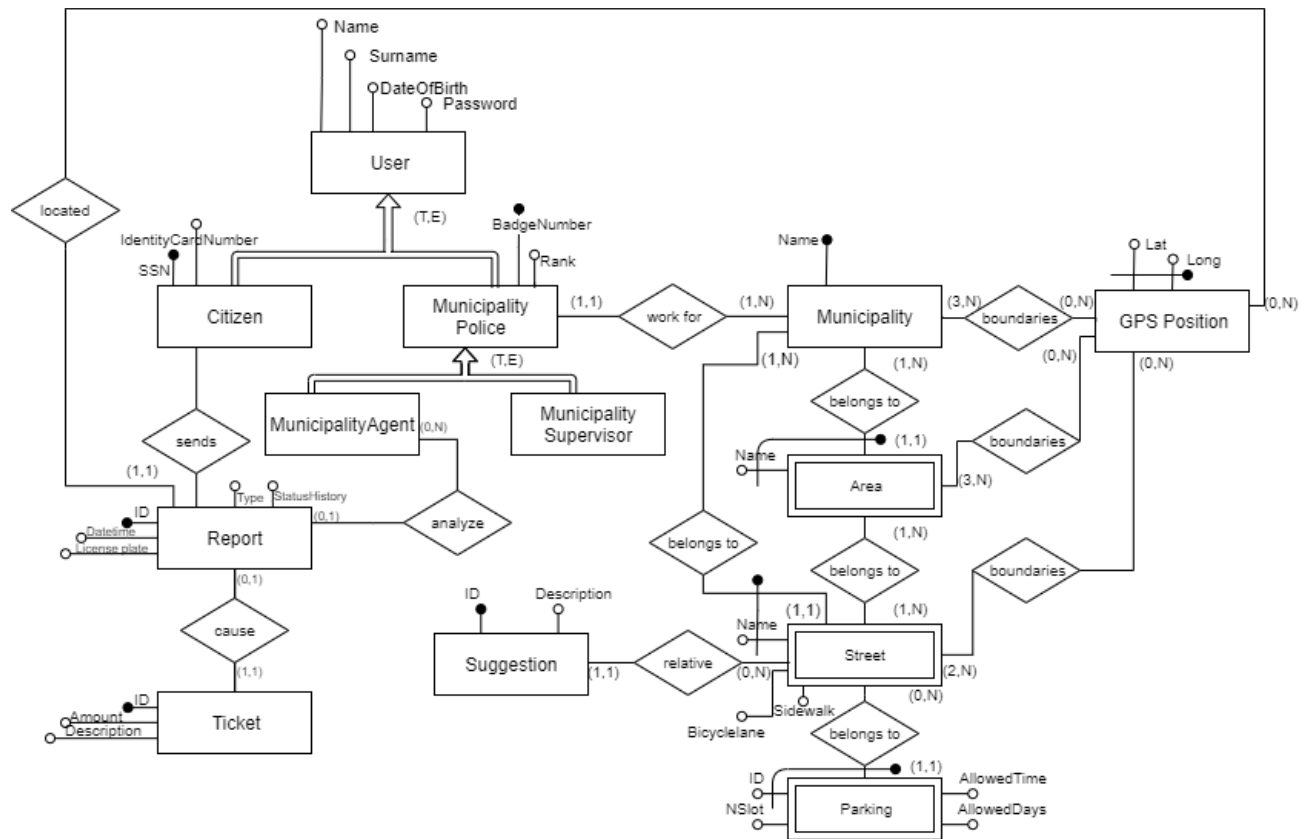 Name
Surname
DateOfBirth
Password
User
located
(T,E)
BadgeNumber
IdentityCardNumber
SSN
Rank
Name
Lat
Long
Citizen
Municipality
Police
(1,1)
work for
(1,N)
Municipality
(3,N)
boundaries
(0,N)
GPS Position
(0,N)
(T,E)
(1,N)
(1,N)
(0,N)
(0,N)
MunicipalityAgent
(0,N)
Municipality
Supervisor
belongs to
sends
boundaries
(1,1)
Name
(1,1)
(3,N)
Area
ID
Type
StatusHistory
Datetime
License plate
Report
(0,1)
analyze
belongs to
(1,N)
belongs to
boundaries
(0,1)
ID
Description
(1,1)
(1,N)
Name
cause
Suggestion
(1,1)
relative
(0,N)
Street
(2,N)
(1,1)
(0,N)
ID
Amount
Description
Ticket
Sidewalk
Bicyclelane
belongs to
(1,1)
ID
NSlot
Parking
AllowedTime
AllowedDays